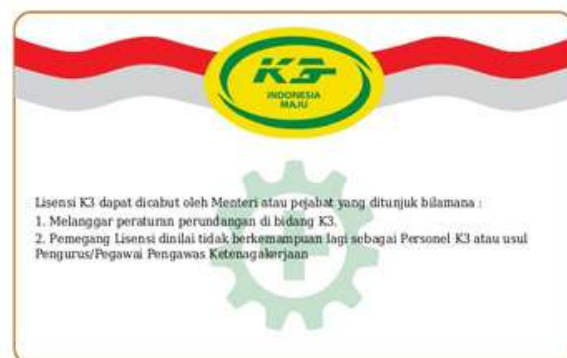 K3
INDONESIA
MAJU
Lisensi K3 dapat dicabut oleh Menteri atau pejabat yang ditunjuk bilamana :
1. Melanggar peraturan perundangan di bidang K3.
2. Pemegang Lisensi dinilai tidak berkemampuan lagi sebagai Personel K3 atau usul
Pengurus/Pegawai Pengawas Ketenagakerjaan